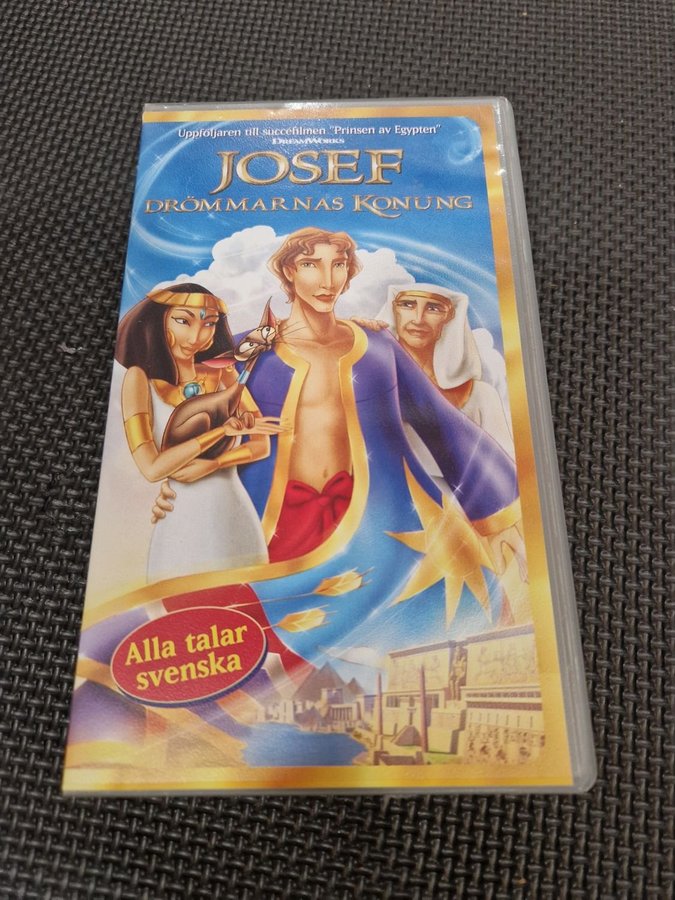 Uppföljaren till succéfilmen "Prinsen av Egypten"
DREAMWORKS
JOSEF
DRÖMMARNAS KONUNG
Alla talar
svenska